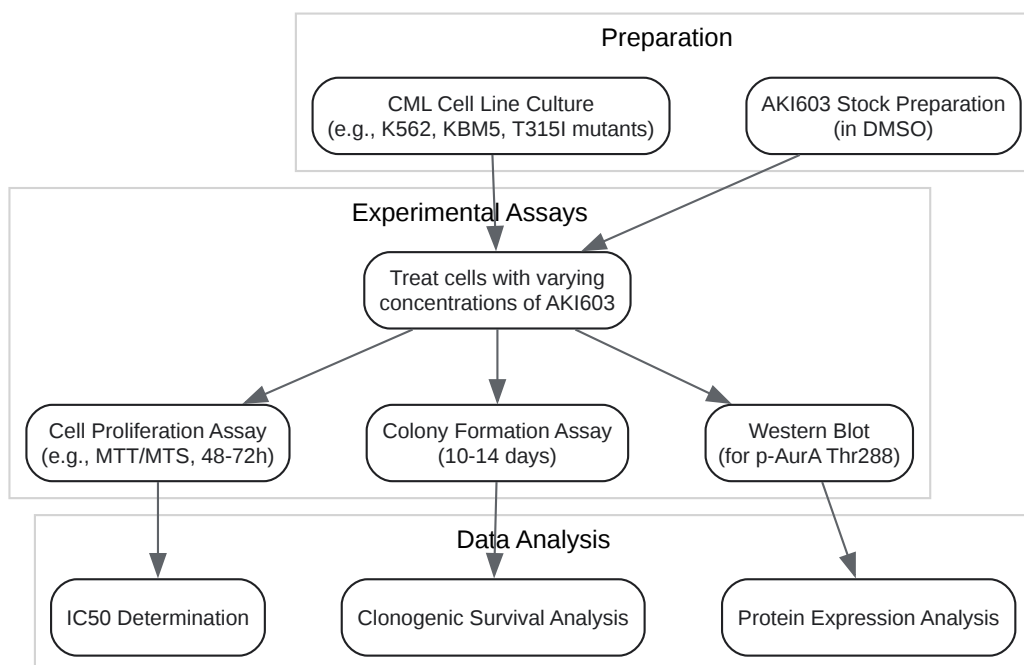 Preparation
CML Cell Line Culture
(e.g., K562, KBM5, T315I mutants)
AKI603 Stock Preparation
(in DMSO)
Experimental Assays
Treat cells with varying
concentrations of AKI603
Cell Proliferation Assay
(e.g., MTT/MTS, 48-72h)
Colony Formation Assay
(10-14 days)
Western Blot
(for p-AurA Thr288)
Data Analysis
IC50 Determination
Clonogenic Survival Analysis
Protein Expression Analysis